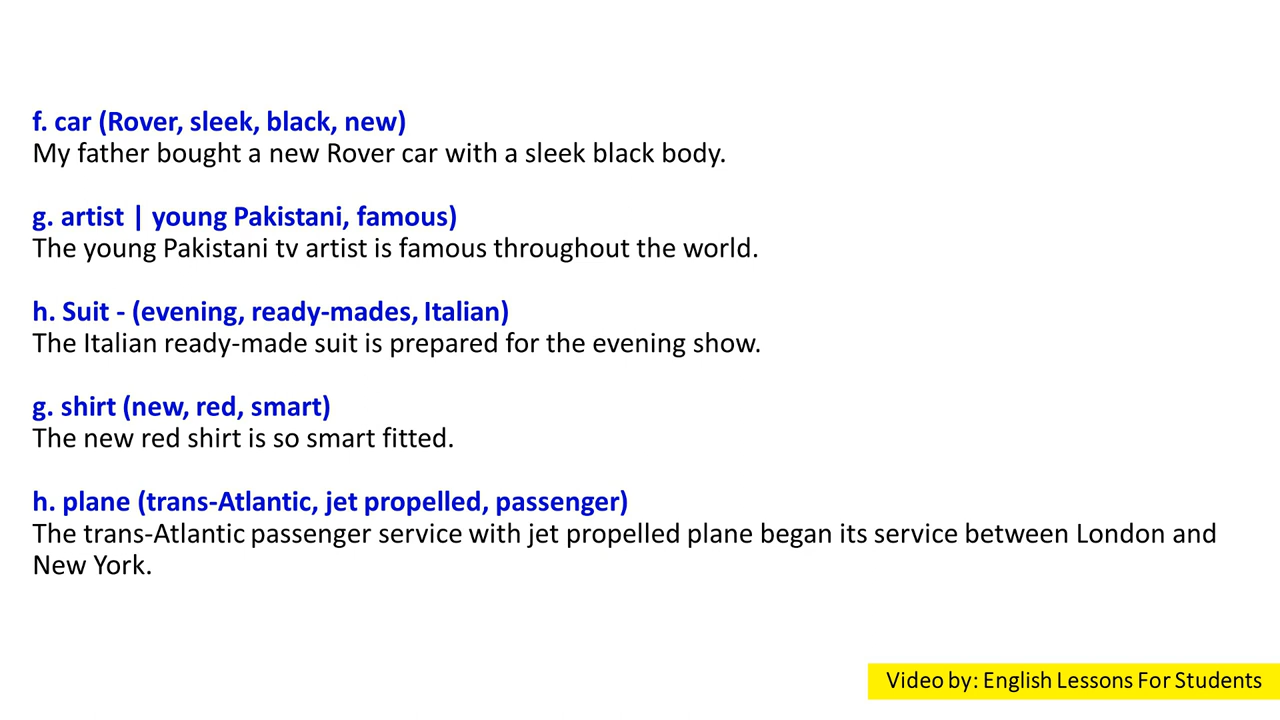 f. car (Rover, sleek, black, new)
My father bought a new Rover car with a sleek black body.
g. artist | young Pakistani, famous)
The young Pakistani tv artist is famous throughout the world.
h. Suit - (evening, ready-mades, Italian)
The Italian ready-made suit is prepared for the evening show.
g. shirt (new, red, smart)
The new red shirt is so smart fitted.
h. plane (trans-Atlantic, jet propelled, passenger)
The trans-Atlantic passenger service with jet propelled plane began its service between London and
New York.
Video by: English Lessons For Students